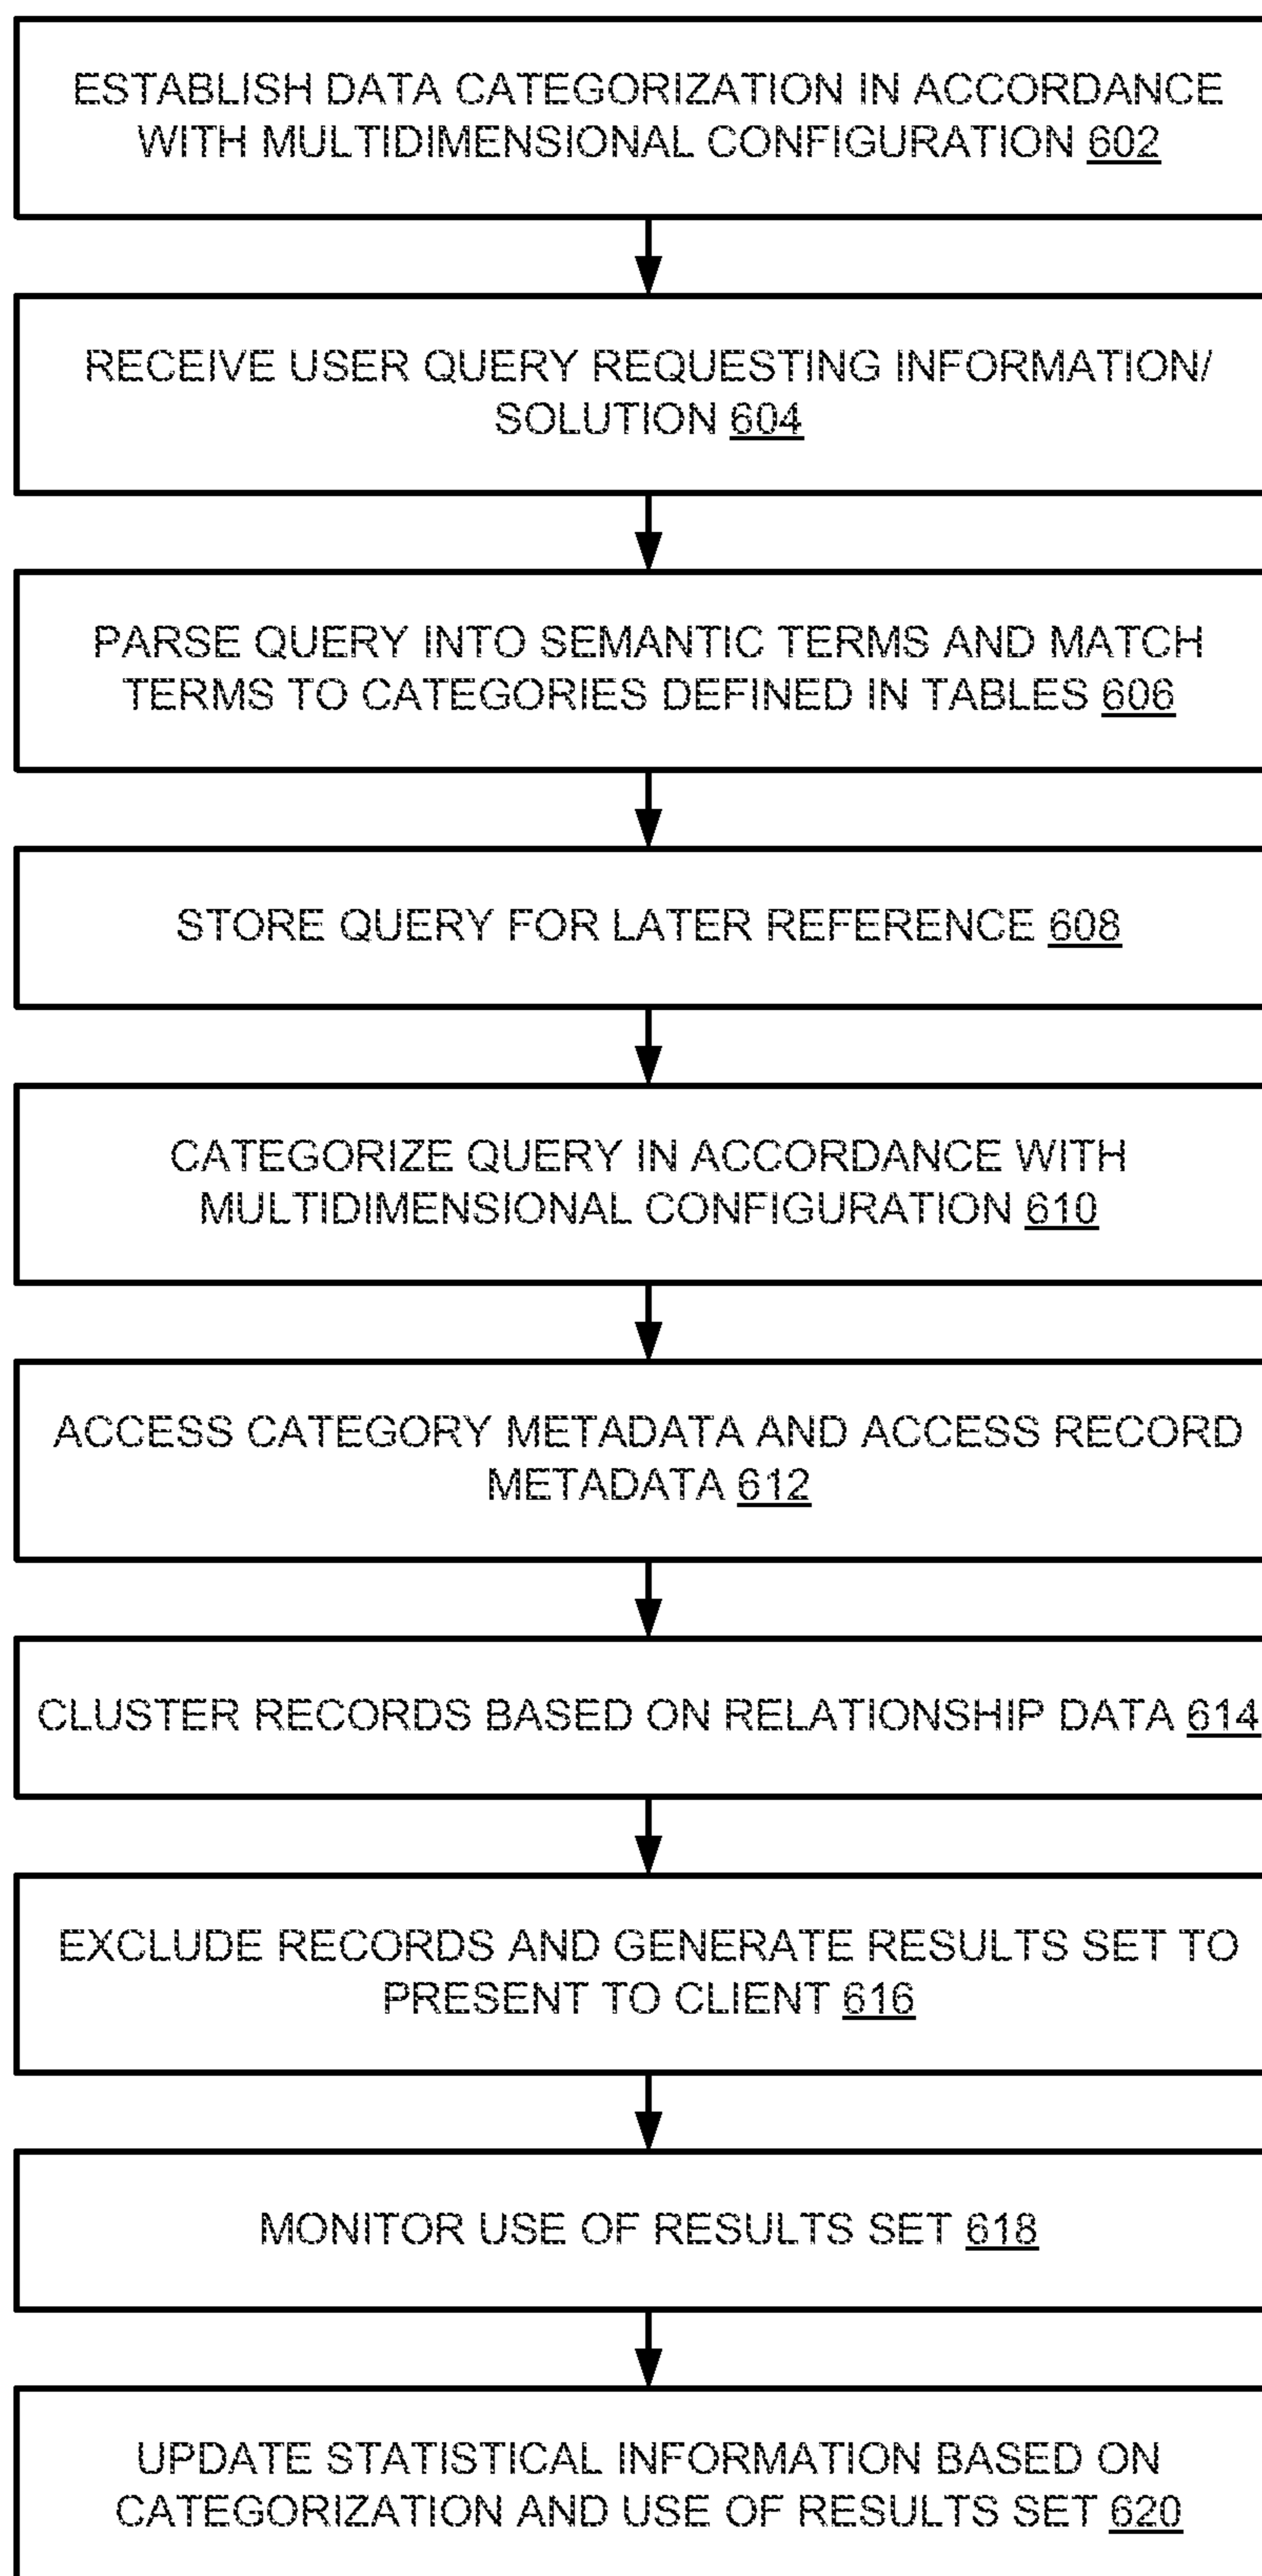 ESTABLISH DATA CATEGORIZATION IN ACCORDANCE
WITH MULTIDIMENSIONAL CONFIGURATION 602
RECEIVE USER QUERY REQUESTING INFORMATION/
SOLUTION 604
PARSE QUERY INTO SEMANTIC TERMS AND MATCH
TERMS TO CATEGORIES DEFINED IN TABLES 606
STORE QUERY FOR LATER REFERENCE 608
CATEGORIZE QUERY IN ACCORDANCE WITH
MULTIDIMENSIONAL CONFIGURATION 610
ACCESS CATEGORY METADATA AND ACCESS RECORD
METADATA 612
CLUSTER RECORDS BASED ON RELATIONSHIP DATA 614
EXCLUDE RECORDS AND GENERATE RESULTS SET TO
PRESENT TO CLIENT 616
MONITOR USE OF RESULTS SET 618
UPDATE STATISTICAL INFORMATION BASED ON
CATEGORIZATION AND USE OF RESULTS SET 620